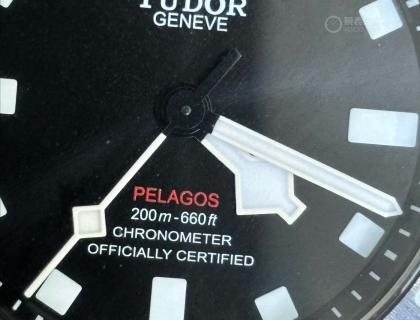 TUDOR
GENEVE
PELAGOS
200m-660ft
CHRONOMETER
OFFICIALLY CERTIFIED